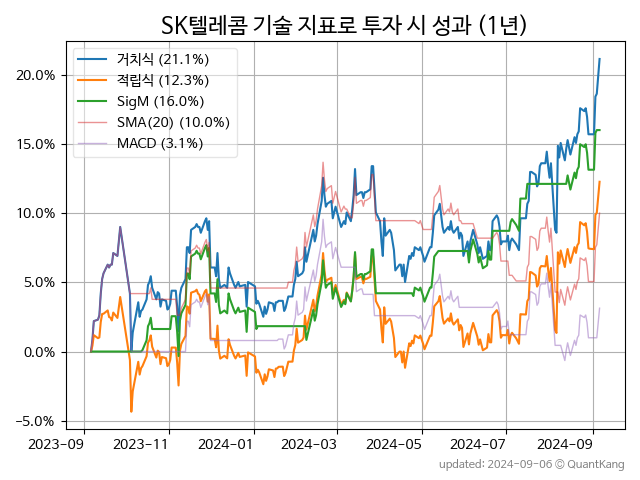 SK텔레콤 기술 지표로 투자 시 성과 (1년)
거치식 (21.1%)
적립식 (12.3%)
SigM (16.0%)
SMA(20) (10.0%)
MACD (3.1%)
20.0%
15.0%
10.0%
5.0%
0.0%
−5.0%
2023-09 2023-11 2024-01 2024-03 2024-05 2024-07 2024-09
updated: 2024-09-06 © QuantKang